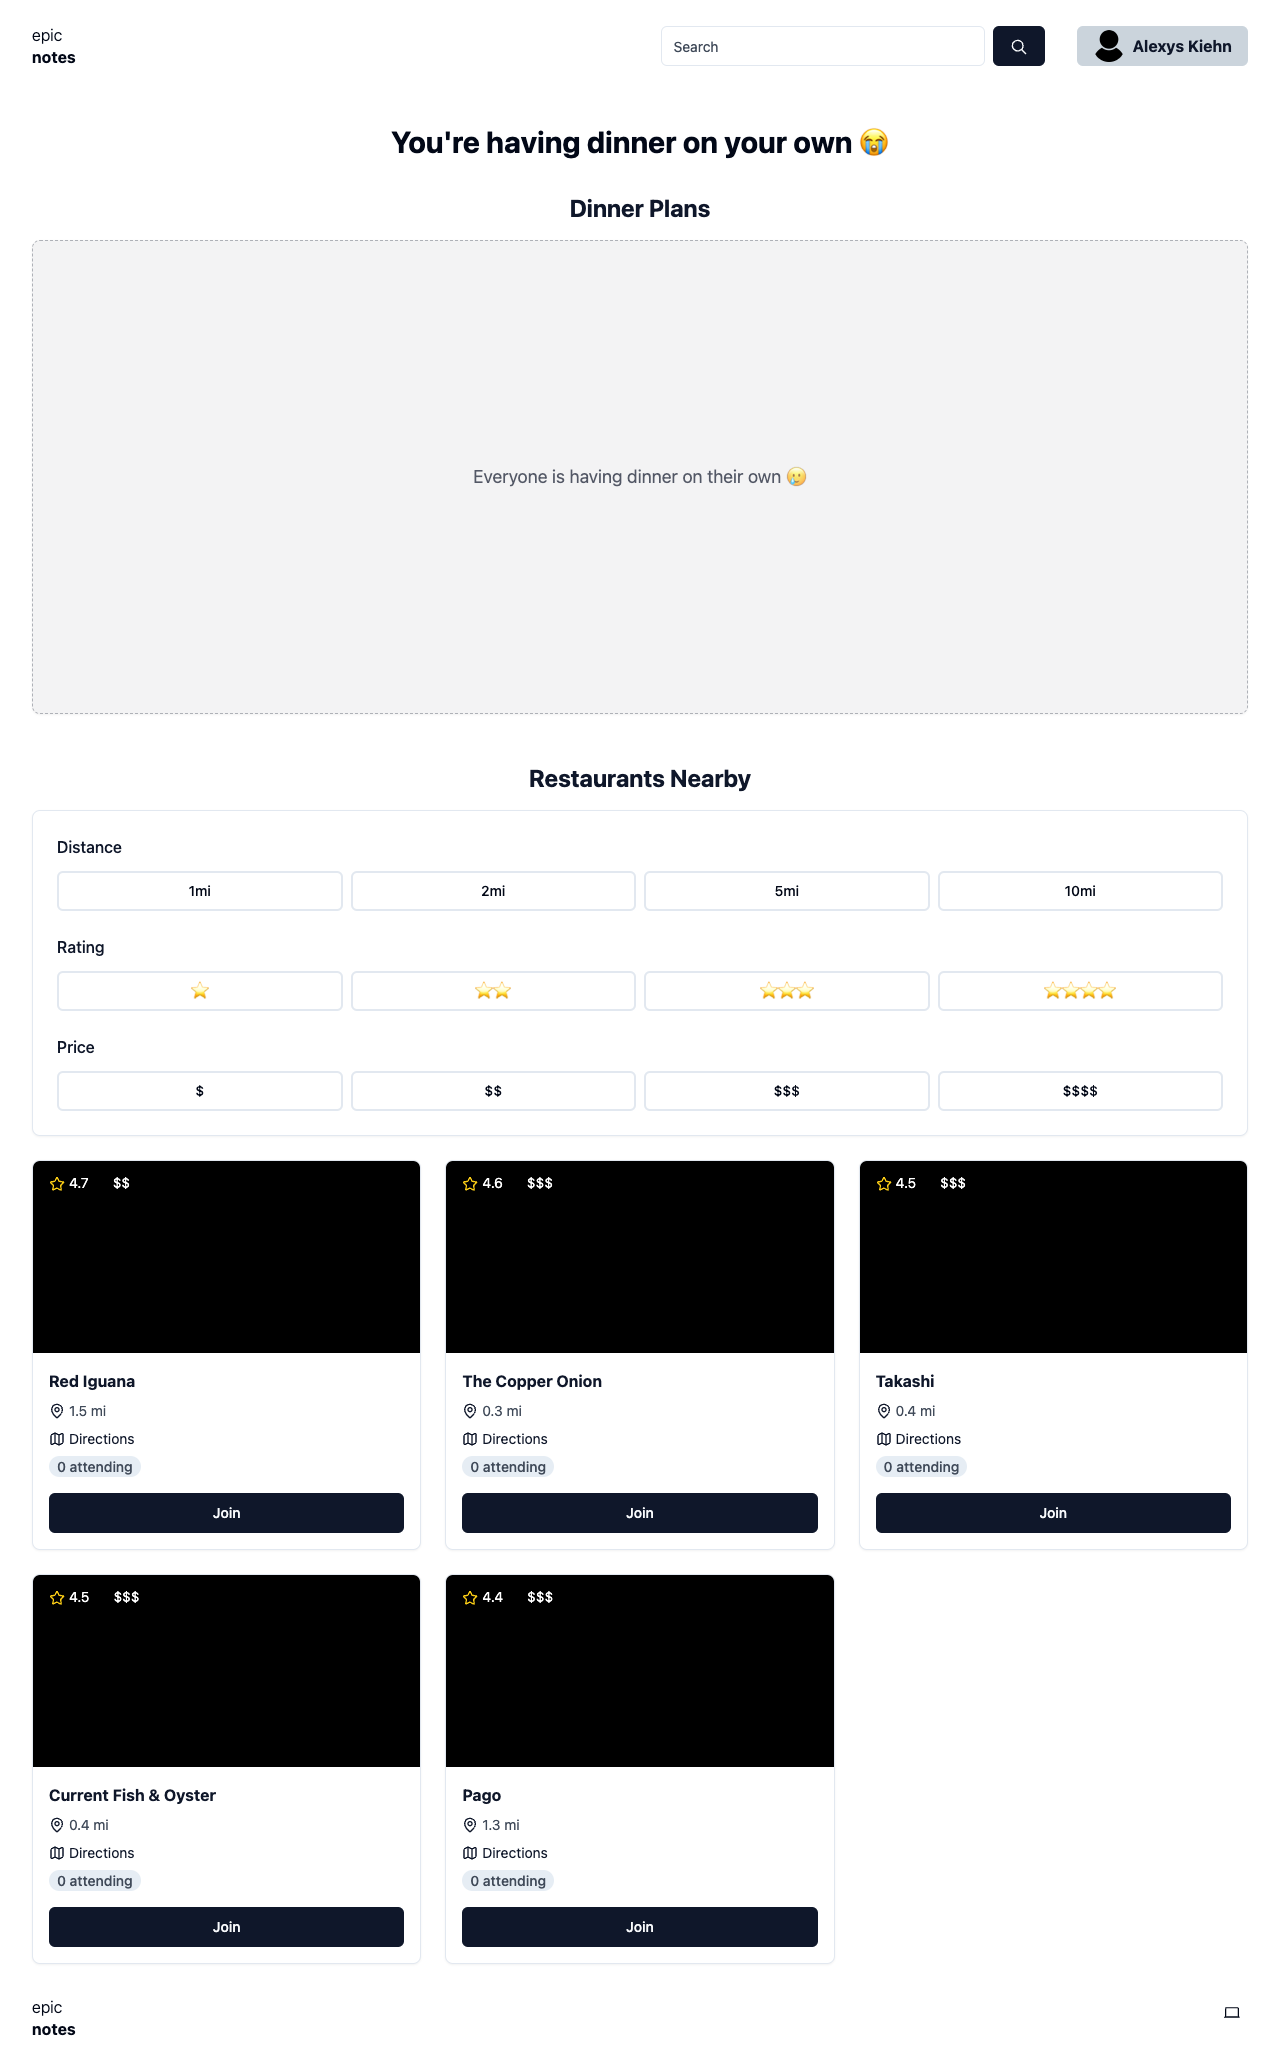 epic
notes
Search
Alexys Kiehn
You're having dinner on your own 😭
Dinner Plans
Everyone is having dinner on their own 🥲
Restaurants Nearby
Distance
1mi 2mi 5mi 10mi
Rating
⭐ ⭐⭐ ⭐⭐⭐ ⭐⭐⭐⭐
Price
$ $$ $$$ $$$$
4.7 $$
Red Iguana
1.5 mi
Directions
0 attending
Join
4.6 $$$
The Copper Onion
0.3 mi
Directions
0 attending
Join
4.5 $$$
Takashi
0.4 mi
Directions
0 attending
Join
4.5 $$$
Current Fish & Oyster
0.4 mi
Directions
0 attending
Join
4.4 $$$
Pago
1.3 mi
Directions
0 attending
Join
epic
notes